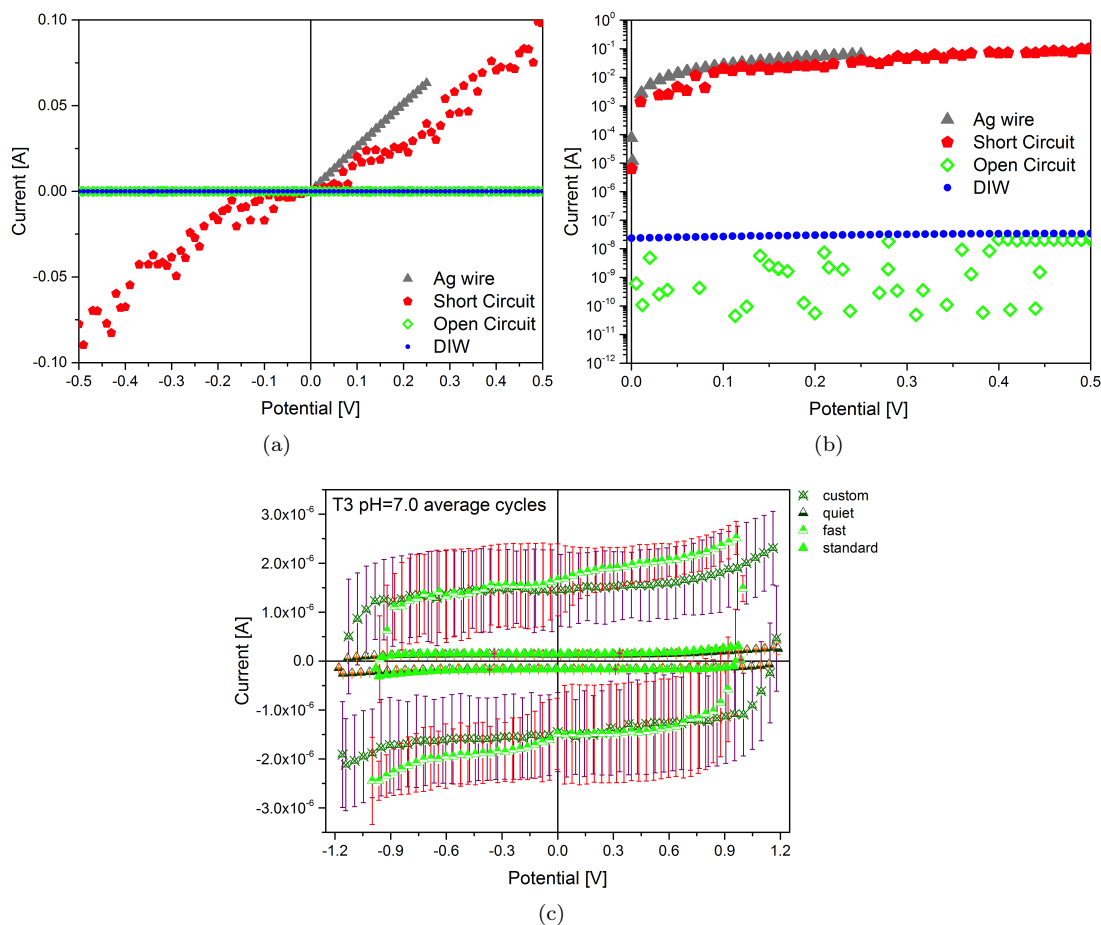 0.10
0.05
0.00
-0.05
-0.10
Current [A]
-0.5 -0.4 -0.3 -0.2 -0.1 0.0 0.1 0.2 0.3 0.4 0.5
Potential [V]
Ag wire
Short Circuit
Open Circuit
DIW
(a)
10⁰
10⁻¹
10⁻²
10⁻³
10⁻⁴
10⁻⁵
10⁻⁶
10⁻⁷
10⁻⁸
10⁻⁹
10⁻¹⁰
10⁻¹¹
10⁻¹²
Current [A]
0.0 0.1 0.2 0.3 0.4 0.5
Potential [V]
Ag wire
Short Circuit
Open Circuit
DIW
(b)
T3 pH=7.0 average cycles
custom
quiet
fast
standard
3.0x10⁻⁶
2.0x10⁻⁶
1.0x10⁻⁶
0.0
-1.0x10⁻⁶
-2.0x10⁻⁶
-3.0x10⁻⁶
Current [A]
-1.2 -0.9 -0.6 -0.3 0.0 0.3 0.6 0.9 1.2
Potential [V]
(c)